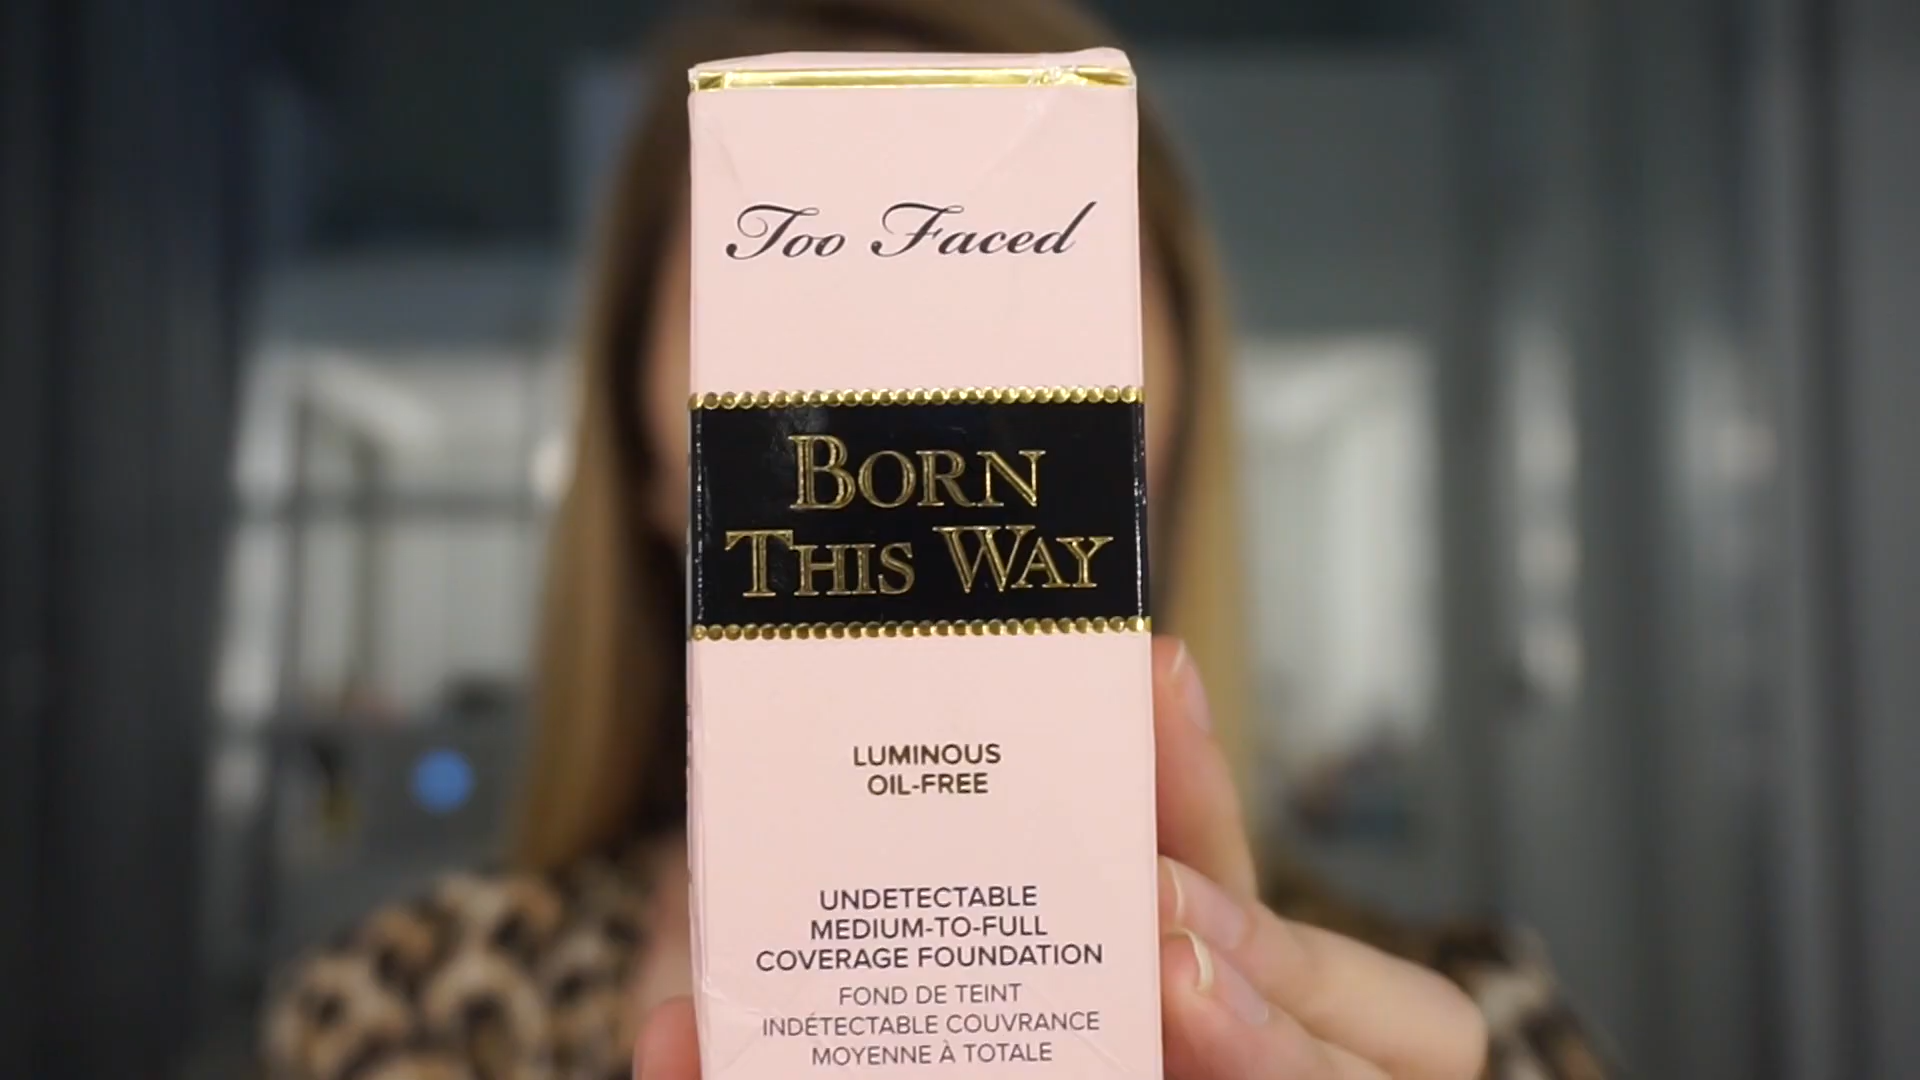 Too Faced
BORN
THIS WAY
LUMINOUS
OIL-FREE
UNDETECTABLE
MEDIUM-TO-FULL
COVERAGE FOUNDATION
FOND DE TEINT
INDÉTECTABLE COUVRANCE
MOYENNE À TOTALE